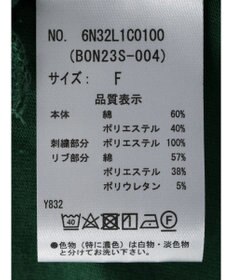 NO. 6N32L1C0100
(BON23S-004)
サイズ: F
品質表示
本体 綿 60%
ポリエステル 40%
刺繍部分 ポリエステル 100%
リブ部分 綿 57%
ポリエステル 38%
ポリウレタン 5%
Y832
40 F
●色物(特に濃色)は白物・淡色
と分けて洗って下さい